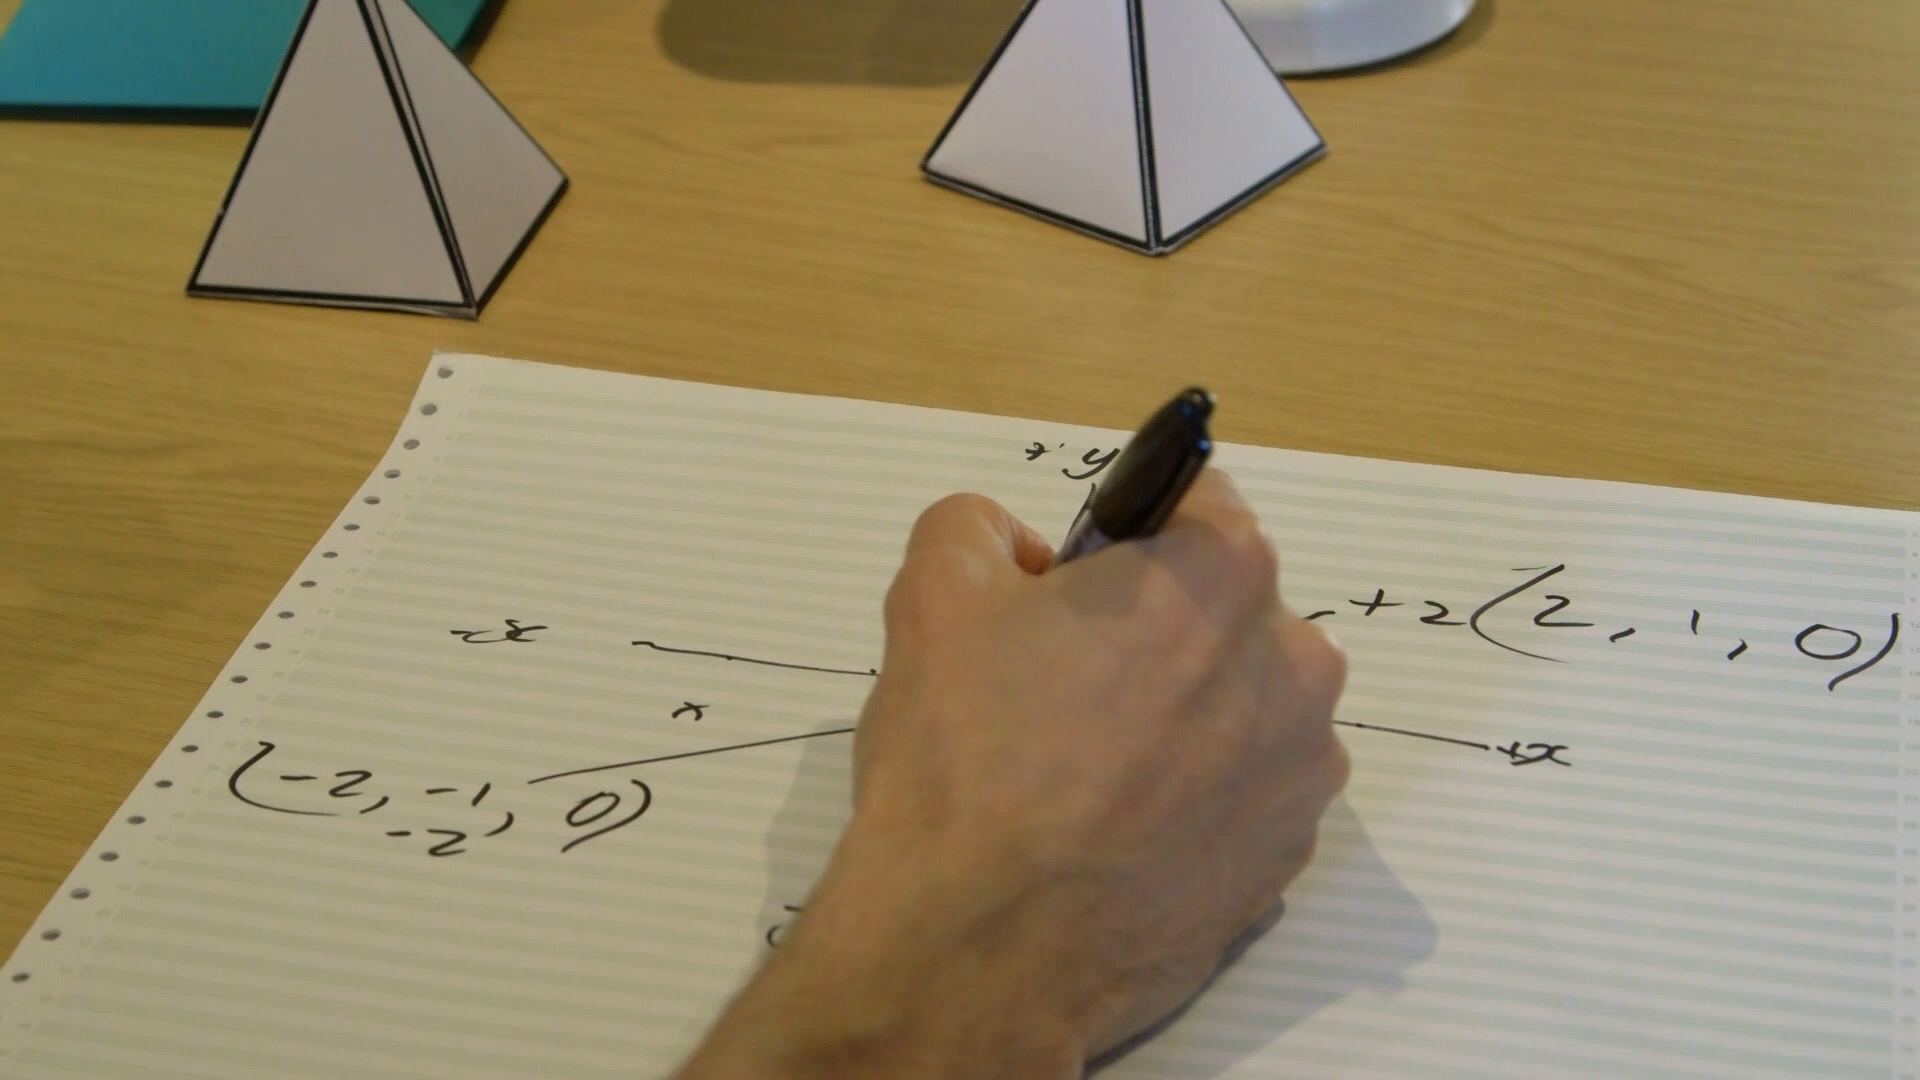 +y
+z (2, 1, 0)
-x
x
+x
(-2, -1, 0)
-z